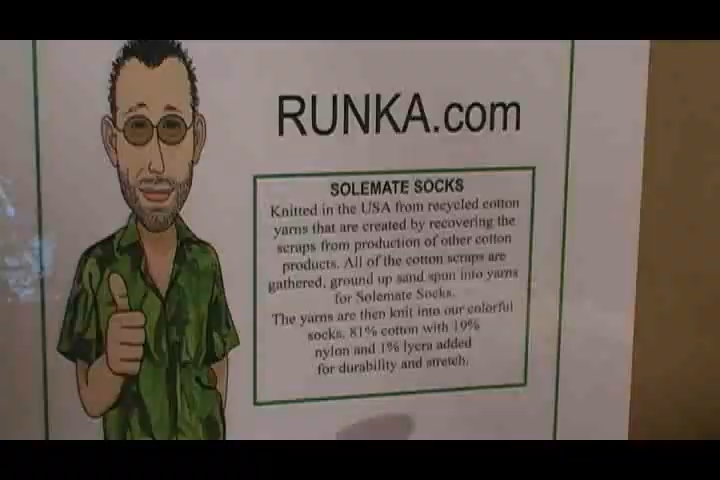 RUNKA.com
SOLEMATE SOCKS
Knitted in the USA from recycled cotton
yarns that are created by recovering the
scraps from production of other cotton
products. All of the cotton scraps are
gathered, ground up sand spun into yarns
for Solemate Socks.
The yarns are then knit into our colorful
socks. 81% cotton with 19%
nylon and 1% lycra added
for durability and stretch.